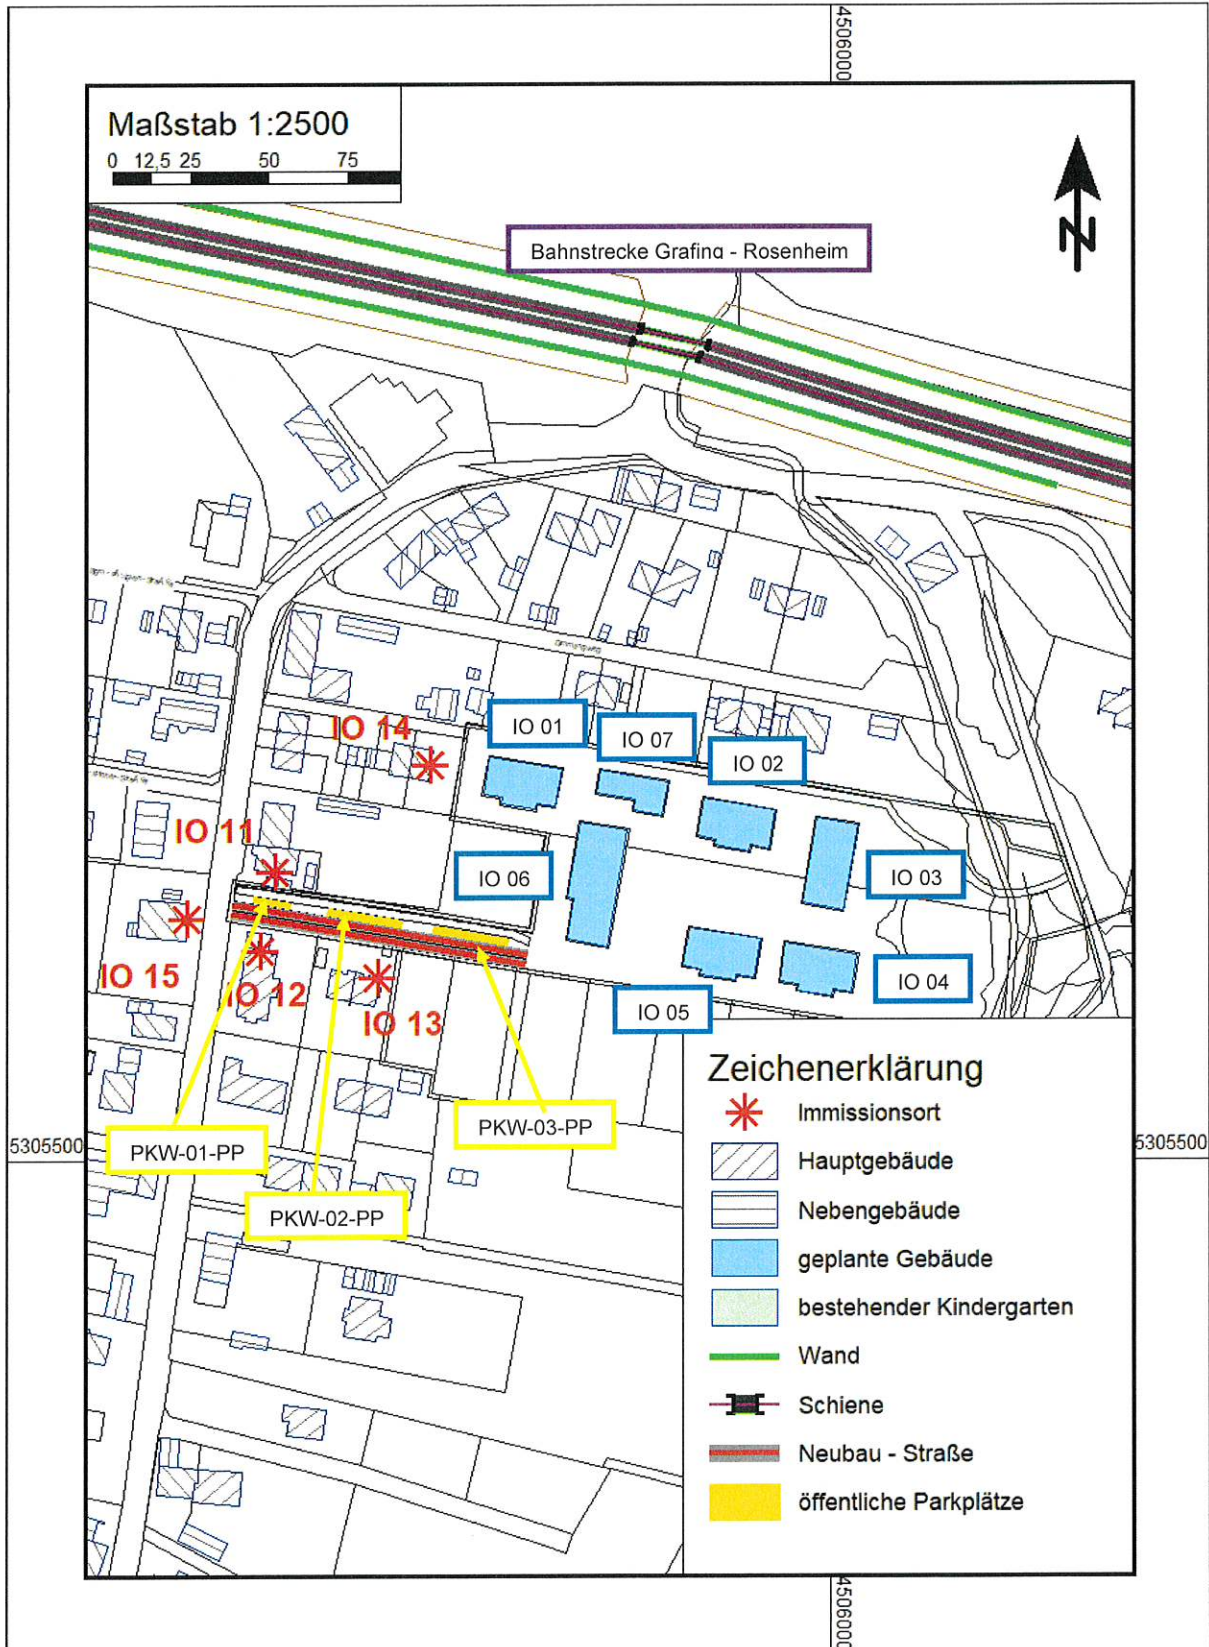 4506000
Maßstab 1:2500
0 12,5 25 50 75
N
Bahnstrecke Grafing - Rosenheim
IO 14
IO 01
IO 07
IO 02
IO 11
IO 06
IO 03
IO 15
IO 12
IO 13
IO 05
IO 04
PKW-01-PP
PKW-02-PP
PKW-03-PP
5305500
5305500
Zeichenerklärung
Immissionsort
Hauptgebäude
Nebengebäude
geplante Gebäude
bestehender Kindergarten
Wand
Schiene
Neubau - Straße
öffentliche Parkplätze
4506000